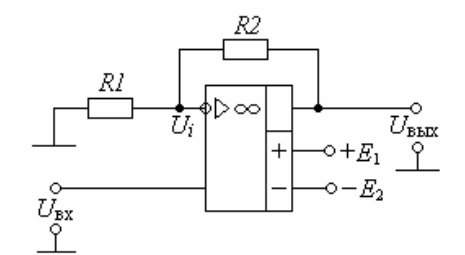 R2
R1
▷ ∞
U_i
U_вых
+ +E_1
− −E_2
U_вх